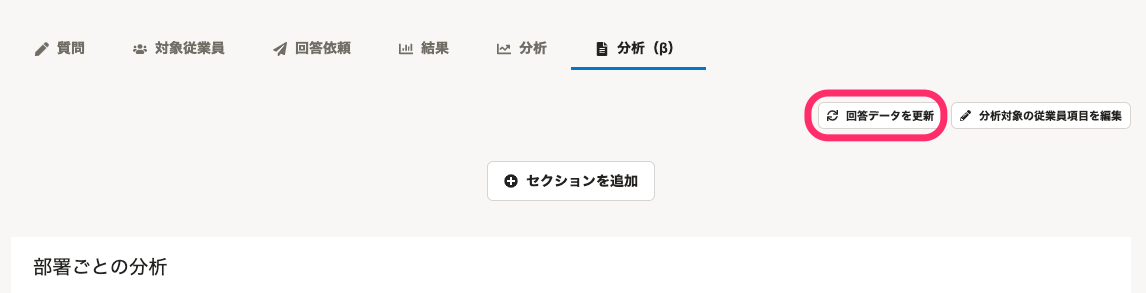 質問 対象従業員 回答依頼 結果 分析 分析（β）
回答データを更新 分析対象の従業員項目を編集
セクションを追加
部署ごとの分析